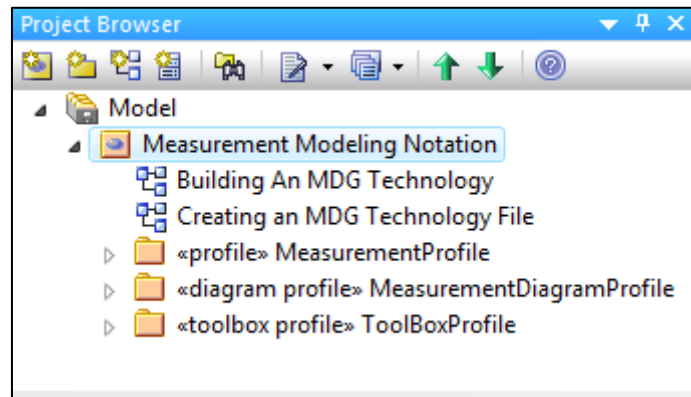 Project Browser
Model
Measurement Modeling Notation
Building An MDG Technology
Creating an MDG Technology File
«profile» MeasurementProfile
«diagram profile» MeasurementDiagramProfile
«toolbox profile» ToolBoxProfile